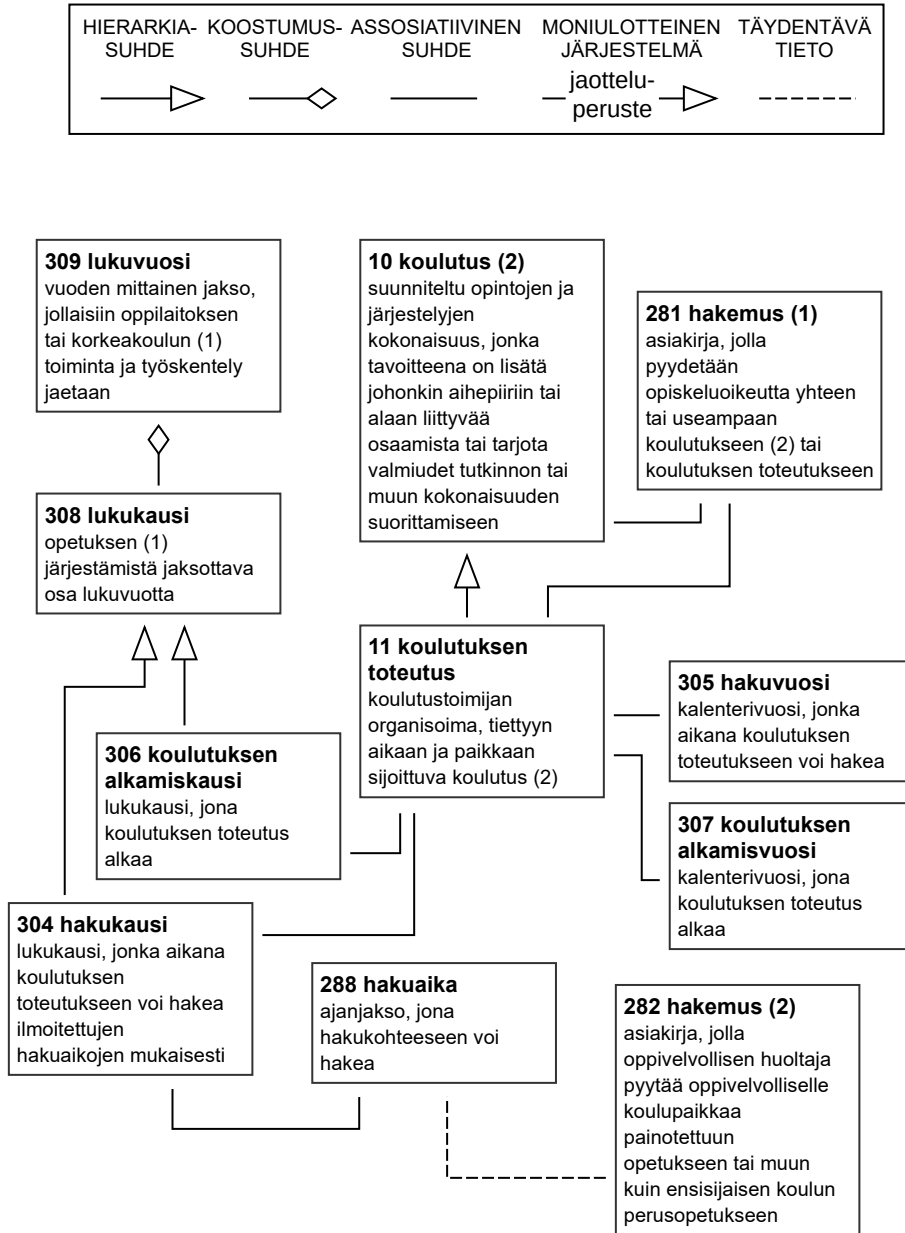 HIERARKIA-
SUHDE
KOOSTUMUS-
SUHDE
ASSOSIATIIVINEN
SUHDE
MONIULOTTEINEN
JÄRJESTELMÄ
jaottelu-
peruste
TÄYDENTÄVÄ
TIETO
309 lukuvuosi
vuoden mittainen jakso,
jollaisiin oppilaitoksen
tai korkeakoulun (1)
toiminta ja työskentely
jaetaan
10 koulutus (2)
suunniteltu opintojen ja
järjestelyjen
kokonaisuus, jonka
tavoitteena on lisätä
johonkin aihepiiriin tai
alaan liittyvää
osaamista tai tarjota
valmiudet tutkinnon tai
muun kokonaisuuden
suorittamiseen
281 hakemus (1)
asiakirja, jolla
pyydetään
opiskeluoikeutta yhteen
tai useampaan
koulutukseen (2) tai
koulutuksen toteutukseen
308 lukukausi
opetuksen (1)
järjestämistä jaksottava
osa lukuvuotta
11 koulutuksen
toteutus
koulutustoimijan
organisoima, tiettyyn
aikaan ja paikkaan
sijoittuva koulutus (2)
305 hakuvuosi
kalenterivuosi, jonka
aikana koulutuksen
toteutukseen voi hakea
306 koulutuksen
alkamiskausi
lukukausi, jona
koulutuksen toteutus
alkaa
307 koulutuksen
alkamisvuosi
kalenterivuosi, jona
koulutuksen toteutus
alkaa
304 hakukausi
lukukausi, jonka aikana
koulutuksen
toteutukseen voi hakea
ilmoitettujen
hakuaikojen mukaisesti
288 hakuaika
ajanjakso, jona
hakukohteeseen voi
hakea
282 hakemus (2)
asiakirja, jolla
oppivelvollisen huoltaja
pyytää oppivelvolliselle
koulupaikkaa
painotettuun
opetukseen tai muun
kuin ensisijaisen koulun
perusopetukseen